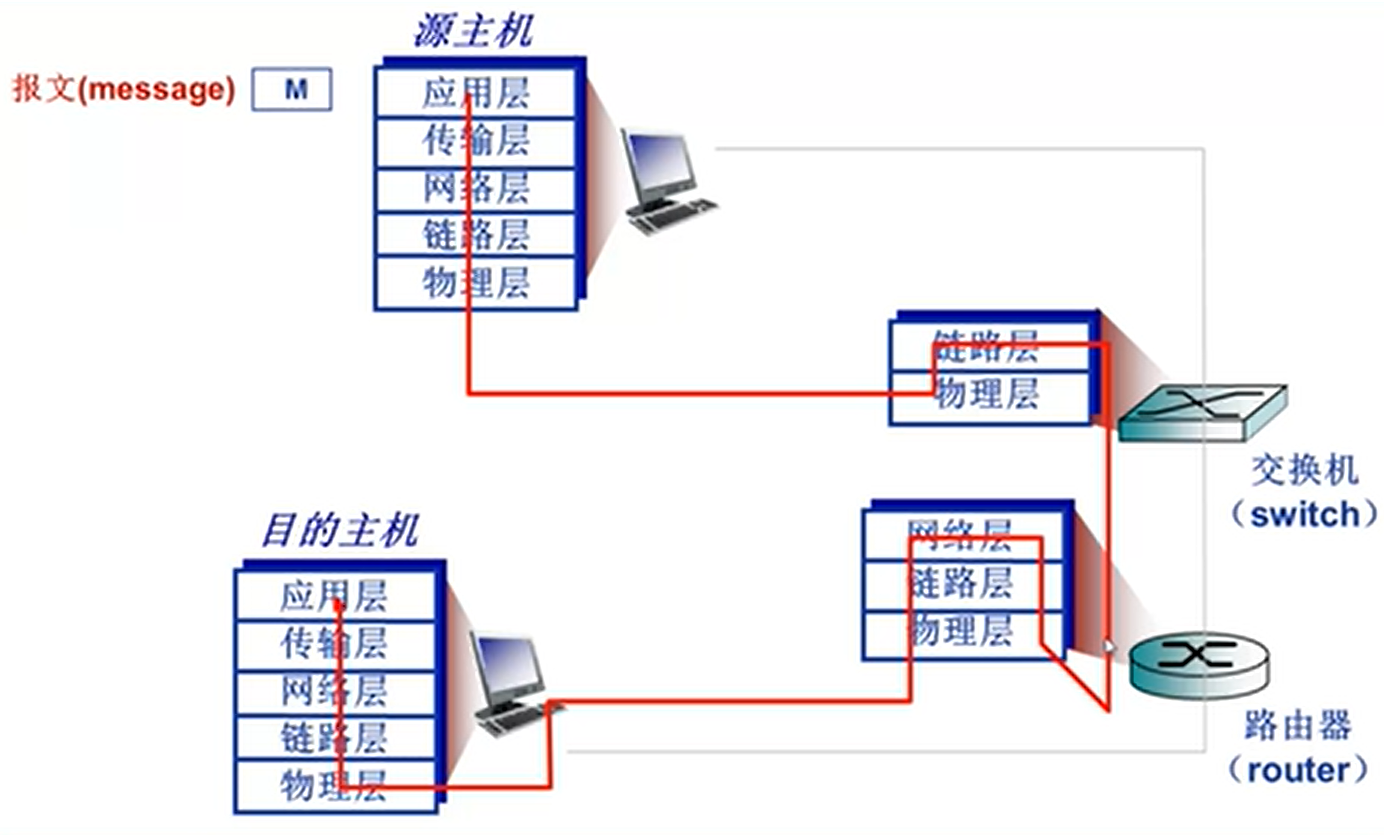 源主机
报文(message)
M
应用层
传输层
网络层
链路层
物理层
链路层
物理层
交换机
（switch）
网络层
链路层
物理层
路由器
（router）
目的主机
应用层
传输层
网络层
链路层
物理层